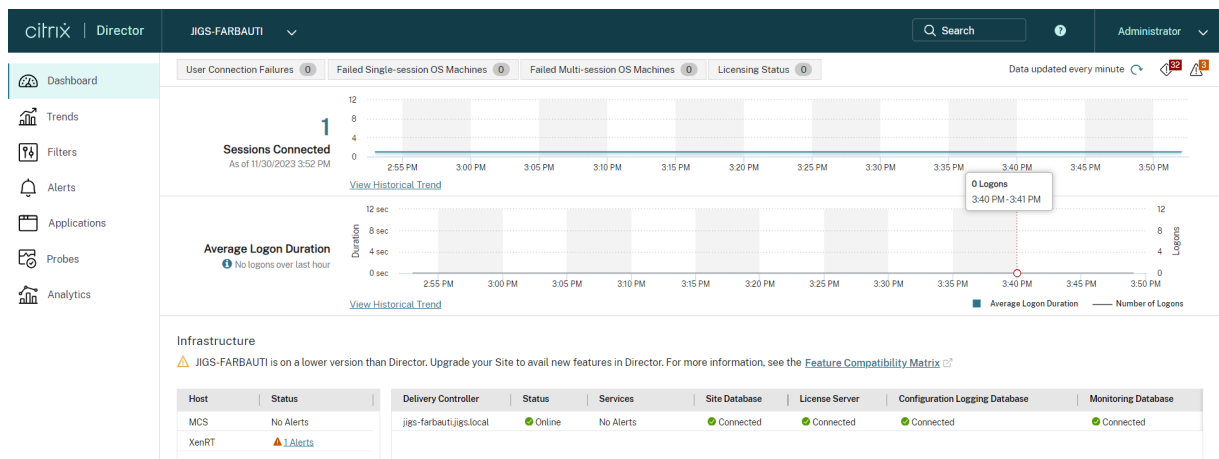 citrix | Director JIGS-FARBAUTI Search ? Administrator
User Connection Failures 0 Failed Single-session OS Machines 0 Failed Multi-session OS Machines 0 Licensing Status 0 Data updated every minute 32 3
Dashboard
Trends
Filters
Alerts
Applications
Probes
Analytics
1
Sessions Connected
As of 11/30/2023 3:52 PM
12
8
4
0
2:55 PM 3:00 PM 3:05 PM 3:10 PM 3:15 PM 3:20 PM 3:25 PM 3:30 PM 3:35 PM 3:40 PM 3:45 PM 3:50 PM
View Historical Trend
0 Logons
3:40 PM-3:41 PM
Average Logon Duration
No logons over last hour
Duration
12 sec
8 sec
4 sec
0 sec
12
8
4
0
Logons
2:55 PM 3:00 PM 3:05 PM 3:10 PM 3:15 PM 3:20 PM 3:25 PM 3:30 PM 3:35 PM 3:40 PM 3:45 PM 3:50 PM
View Historical Trend
Average Logon Duration Number of Logons
Infrastructure
JIGS-FARBAUTI is on a lower version than Director. Upgrade your Site to avail new features in Director. For more information, see the Feature Compatibility Matrix
Host Status
MCS No Alerts
XenRT 1 Alerts
Delivery Controller Status Services Site Database License Server Configuration Logging Database Monitoring Database
jigs-farbauti.jigs.local Online No Alerts Connected Connected Connected Connected